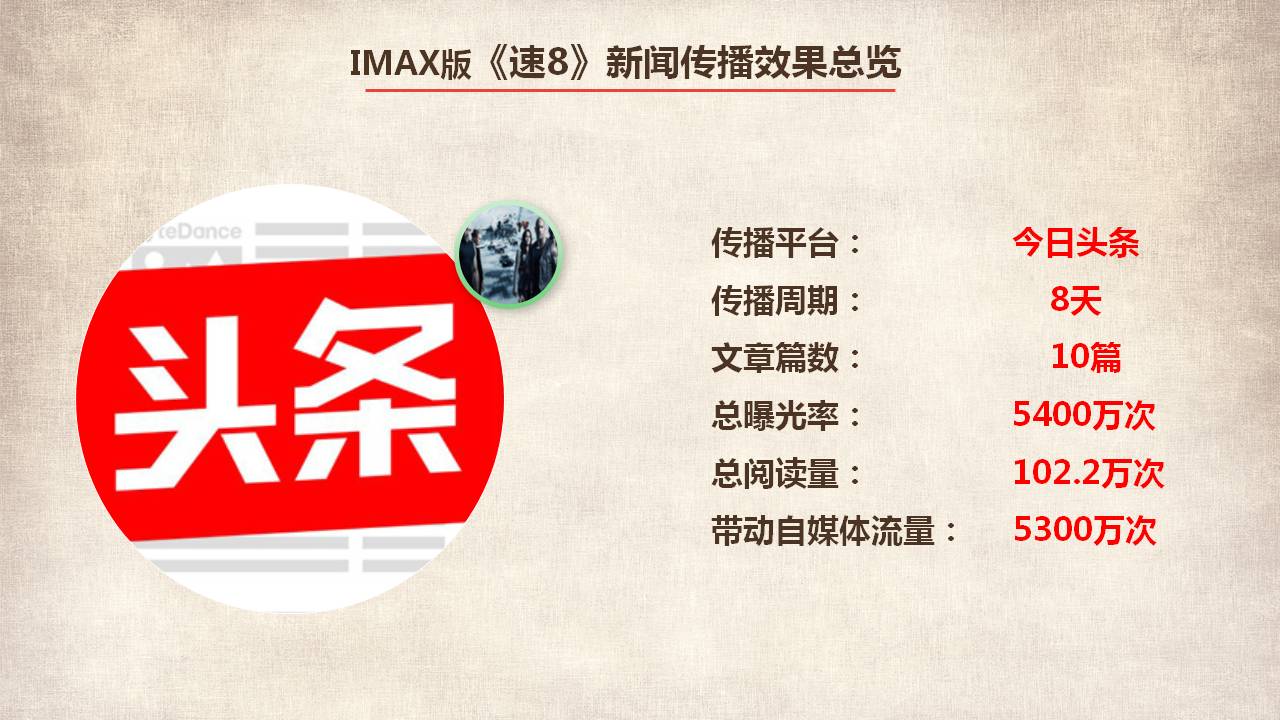 IMAX版《速8》新闻传播效果总览
teDance
头条
传播平台： 今日头条
传播周期： 8天
文章篇数： 10篇
总曝光率： 5400万次
总阅读量： 102.2万次
带动自媒体流量： 5300万次